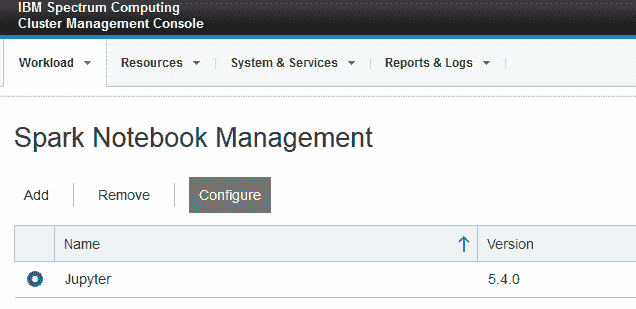 IBM Spectrum Computing
Cluster Management Console
Workload Resources System & Services Reports & Logs
Spark Notebook Management
Add Remove Configure
Name Version
Jupyter 5.4.0